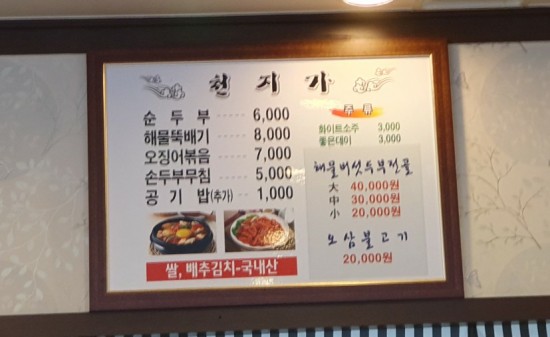 천지가
순두부 ----- 6,000
해물뚝배기 ---- 8,000
오징어볶음 ---- 7,000
손두부무침 ---- 5,000
공기밥(추가) --- 1,000
쌀, 배추김치-국내산
주류
화이트소주 3,000
좋은데이 3,000
해물버섯두부전골
大 40,000원
中 30,000원
小 20,000원
오삼불고기
20,000원